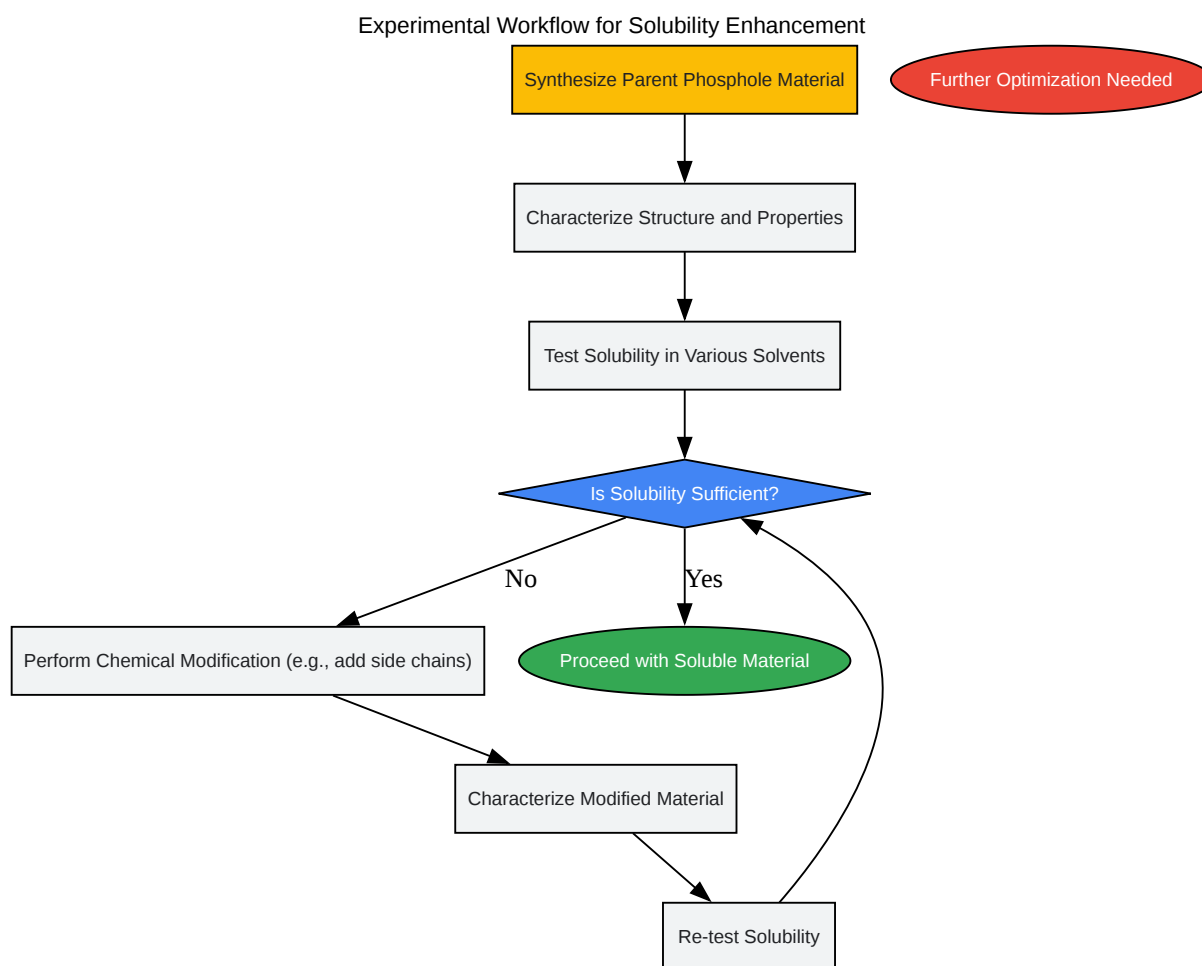 Experimental Workflow for Solubility Enhancement
Synthesize Parent Phosphole Material
Further Optimization Needed
Characterize Structure and Properties
Test Solubility in Various Solvents
Is Solubility Sufficient?
No
Yes
Perform Chemical Modification (e.g., add side chains)
Proceed with Soluble Material
Characterize Modified Material
Re-test Solubility